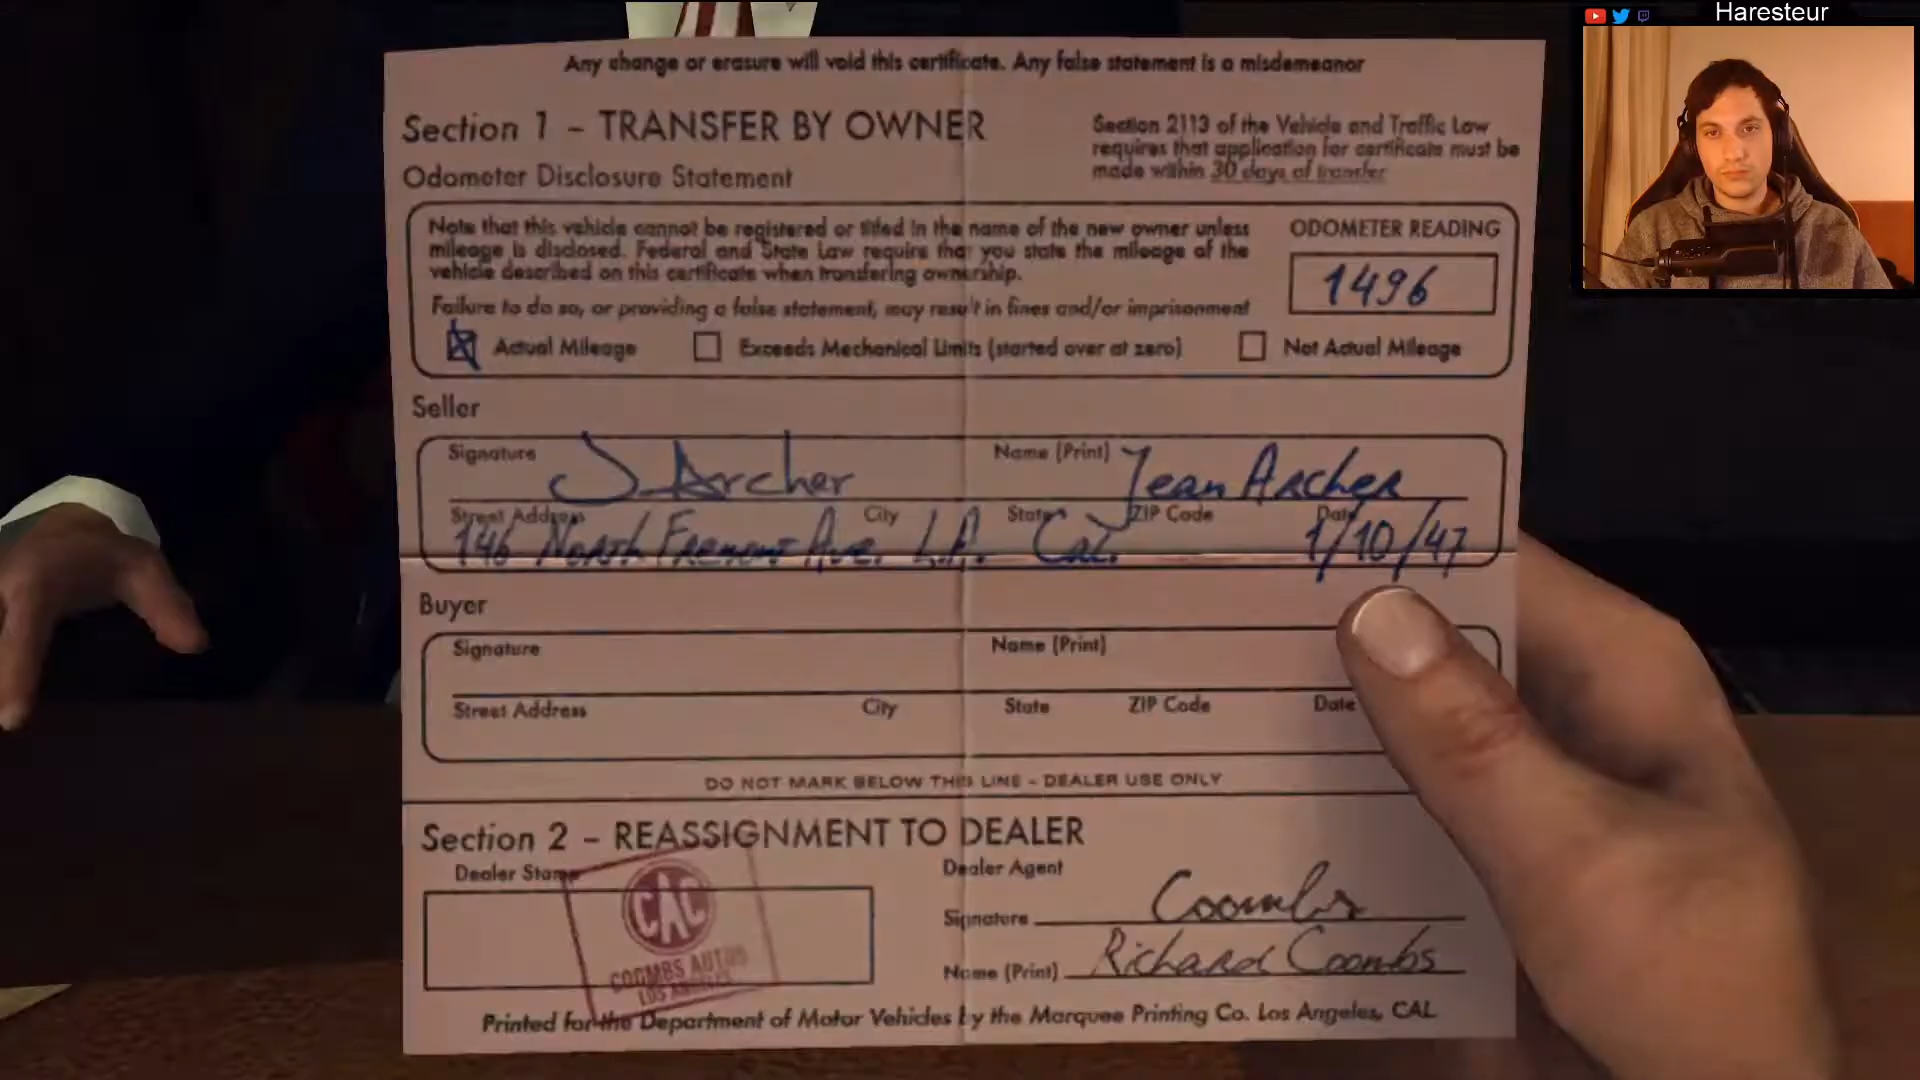 Haresteur
Any change or erasure will void this certificate. Any false statement is a misdemeanor
Section 1 - TRANSFER BY OWNER
Odometer Disclosure Statement
Section 2113 of the Vehicle and Traffic Law
requires that application for certificate must be
made within 30 days of transfer
Note that this vehicle cannot be registered or titled in the name of the new owner unless
mileage is disclosed. Federal and State Law require that you state the mileage of the
vehicle described on this certificate when transfering ownership.
Failure to do so, or providing a false statement, may result in fines and/or imprisonment
ODOMETER READING
1496
Actual Mileage
Exceeds Mechanical Limits (started over at zero)
Not Actual Mileage
Seller
Signature J. Archer
Name (Print) Jean Archer
Street Address City State ZIP Code Date
146 North Fremont Ave. L.A. Cal. 1/10/47
Buyer
Signature
Name (Print)
Street Address City State ZIP Code Date
DO NOT MARK BELOW THIS LINE - DEALER USE ONLY
Section 2 - REASSIGNMENT TO DEALER
Dealer Stamp
CAC
COOMBS AUTOS
LOS ANGELES
Dealer Agent
Signature Coombs
Name (Print) Richard Coombs
Printed for the Department of Motor Vehicles by the Marquee Printing Co. Los Angeles, CAL